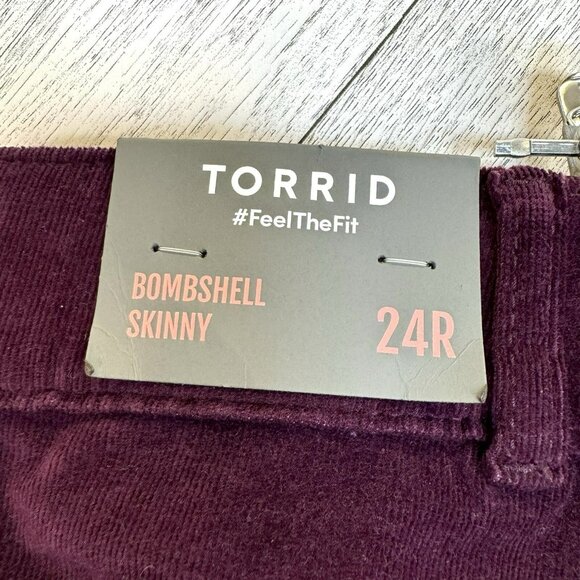 TORRID
#FeelTheFit
BOMBSHELL
SKINNY
24R